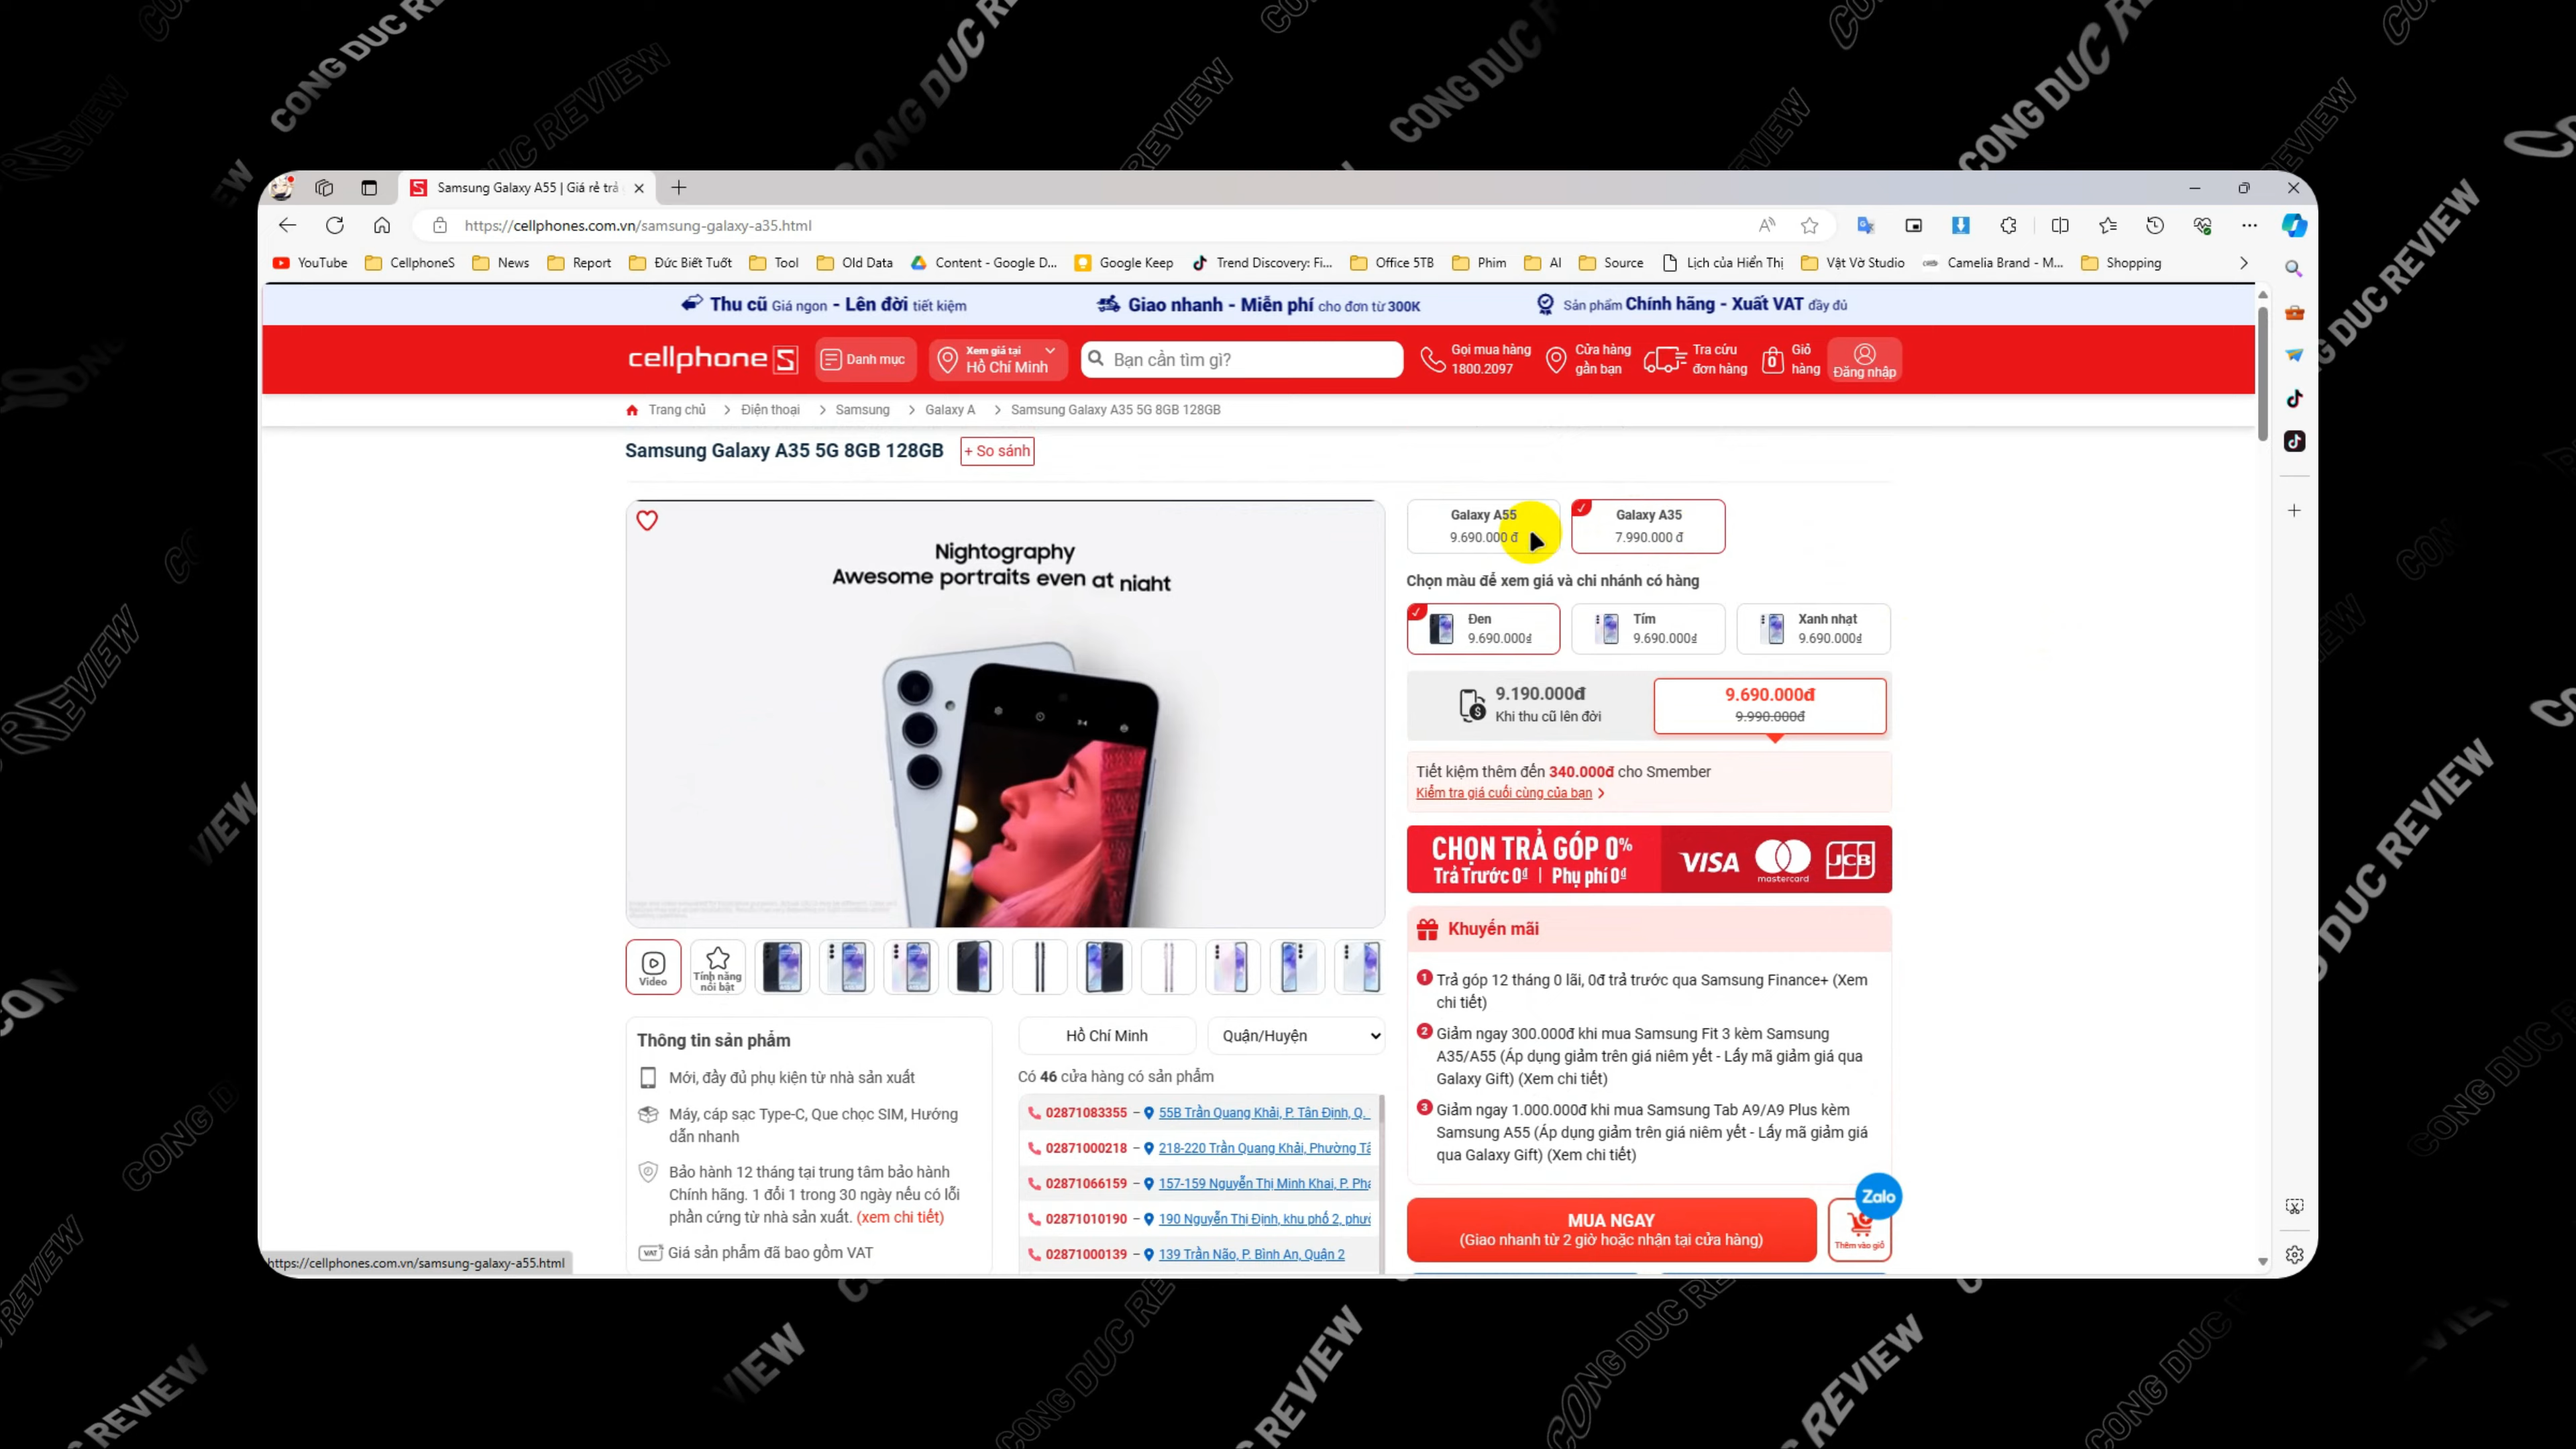 CONG DUC REVIEW
Samsung Galaxy A55 | Giá rẻ trả
https://cellphones.com.vn/samsung-galaxy-a35.html
YouTube CellphoneS News Report Đức Biết Tuốt Tool Old Data Content - Google D... Google Keep Trend Discovery: Fi... Office 5TB Phim AI Source Lịch của Hiển Thị Vật Vờ Studio Camelia Brand - M... Shopping
Thu cũ Giá ngon - Lên đời tiết kiệm
Giao nhanh - Miễn phí cho đơn từ 300K
Sản phẩm Chính hãng - Xuất VAT đầy đủ
cellphone S
Danh mục
Xem giá tại
Hồ Chí Minh
Bạn cần tìm gì?
Gọi mua hàng
1800.2097
Cửa hàng
gần bạn
Tra cứu
đơn hàng
0
Giỏ
hàng
Đăng nhập
Trang chủ > Điện thoại > Samsung > Galaxy A > Samsung Galaxy A35 5G 8GB 128GB
Samsung Galaxy A35 5G 8GB 128GB
+ So sánh
Nightography
Awesome portraits even at night
Video
Tính năng
nổi bật
Galaxy A55
9.690.000 đ
Galaxy A35
7.990.000 đ
Chọn màu để xem giá và chi nhánh có hàng
Đen
9.690.000₫
Tím
9.690.000₫
Xanh nhạt
9.690.000₫
9.190.000đ
Khi thu cũ lên đời
9.690.000đ
9.990.000đ
Tiết kiệm thêm đến 340.000đ cho Smember
Kiểm tra giá cuối cùng của bạn >
CHỌN TRẢ GÓP 0%
Trả Trước 0₫ | Phụ phí 0₫
VISA
mastercard
JCB
Khuyến mãi
1 Trả góp 12 tháng 0 lãi, 0đ trả trước qua Samsung Finance+ (Xem
chi tiết)
2 Giảm ngay 300.000đ khi mua Samsung Fit 3 kèm Samsung
A35/A55 (Áp dụng giảm trên giá niêm yết - Lấy mã giảm giá qua
Galaxy Gift) (Xem chi tiết)
3 Giảm ngay 1.000.000đ khi mua Samsung Tab A9/A9 Plus kèm
Samsung A55 (Áp dụng giảm trên giá niêm yết - Lấy mã giảm giá
qua Galaxy Gift) (Xem chi tiết)
MUA NGAY
(Giao nhanh từ 2 giờ hoặc nhận tại cửa hàng)
Thêm vào giỏ
Zalo
Thông tin sản phẩm
Mới, đầy đủ phụ kiện từ nhà sản xuất
Máy, cáp sạc Type-C, Que chọc SIM, Hướng
dẫn nhanh
Bảo hành 12 tháng tại trung tâm bảo hành
Chính hãng. 1 đổi 1 trong 30 ngày nếu có lỗi
phần cứng từ nhà sản xuất. (xem chi tiết)
VAT Giá sản phẩm đã bao gồm VAT
Hồ Chí Minh
Quận/Huyện
Có 46 cửa hàng có sản phẩm
02871083355 – 55B Trần Quang Khải, P. Tân Định, Q.
02871000218 – 218-220 Trần Quang Khải, Phường Tâ
02871066159 – 157-159 Nguyễn Thị Minh Khai, P. Phạ
02871010190 – 190 Nguyễn Thị Định, khu phố 2, phườ
02871000139 – 139 Trần Não, P. Bình An, Quận 2
https://cellphones.com.vn/samsung-galaxy-a55.html